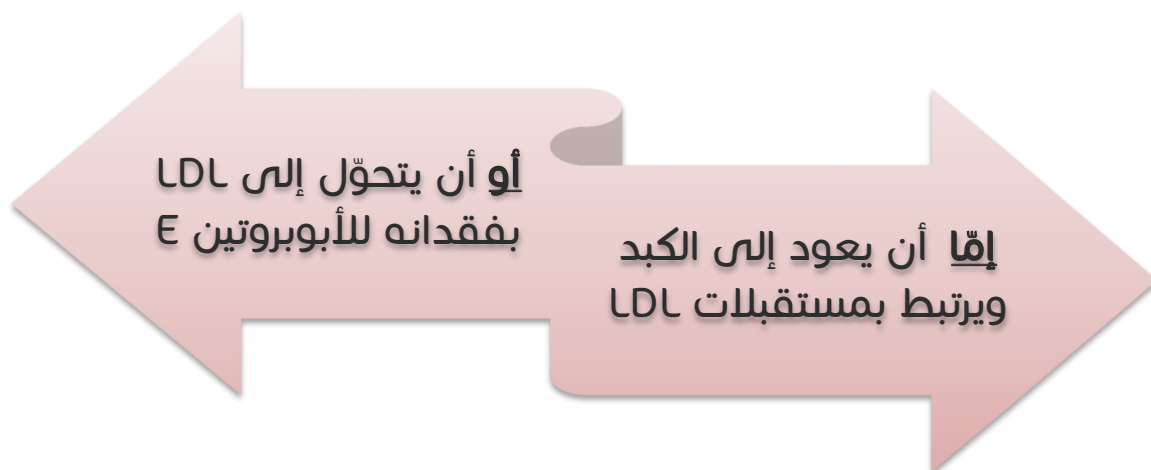 إمّا أن يعود إلى الكبد
ويرتبط بمستقبلات LDL
أو أن يتحوّل إلى LDL
بفقدانه للأبوبروتين E